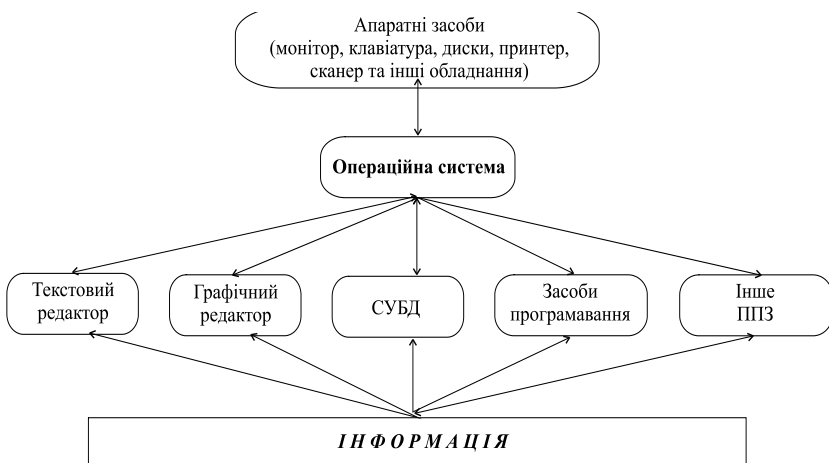 Апаратні засоби
(монітор, клавіатура, диски, принтер,
сканер та інші обладнання)
Операційна система
Текстовий
редактор
Графічний
редактор
СУБД
Засоби
програмавання
Інше
ППЗ
ІНФОРМАЦІЯ